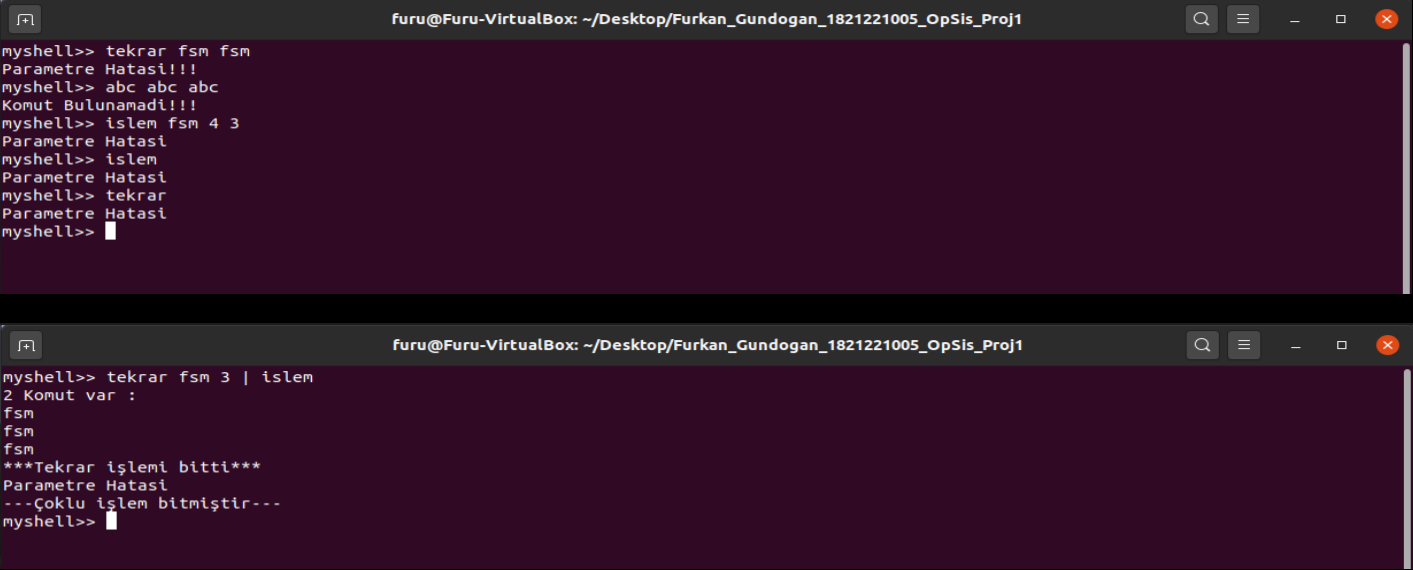 furu@Furu-VirtualBox: ~/Desktop/Furkan_Gundogan_1821221005_OpSis_Proj1
myshell>> tekrar fsm fsm
Parametre Hatasi!!!
myshell>> abc abc abc
Komut Bulunamadi!!!
myshell>> islem fsm 4 3
Parametre Hatasi
myshell>> islem
Parametre Hatasi
myshell>> tekrar
Parametre Hatasi
myshell>>
furu@Furu-VirtualBox: ~/Desktop/Furkan_Gundogan_1821221005_OpSis_Proj1
myshell>> tekrar fsm 3 | islem
2 Komut var :
fsm
fsm
fsm
***Tekrar işlemi bitti***
Parametre Hatasi
---Çoklu işlem bitmiştir---
myshell>>